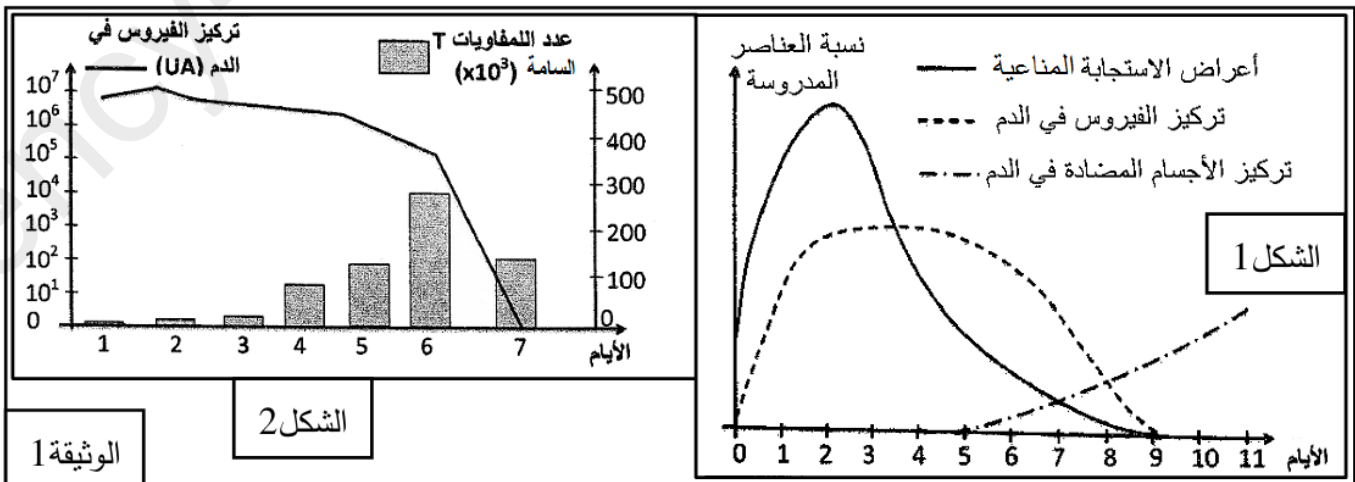 نسبة العناصر
المدروسة
أعراض الاستجابة المناعية
تركيز الفيروس في الدم
تركيز الأجسام المضادة في الدم
الشكل1
0 1 2 3 4 5 6 7 8 9 10 11 الأيام
تركيز الفيروس في
الدم (UA)
عدد اللمفاويات T
السامة (x10³)
10⁷
10⁶
10⁵
10⁴
10³
10²
10¹
0
500
400
300
200
100
0
1 2 3 4 5 6 7 الأيام
الشكل2
الوثيقة1